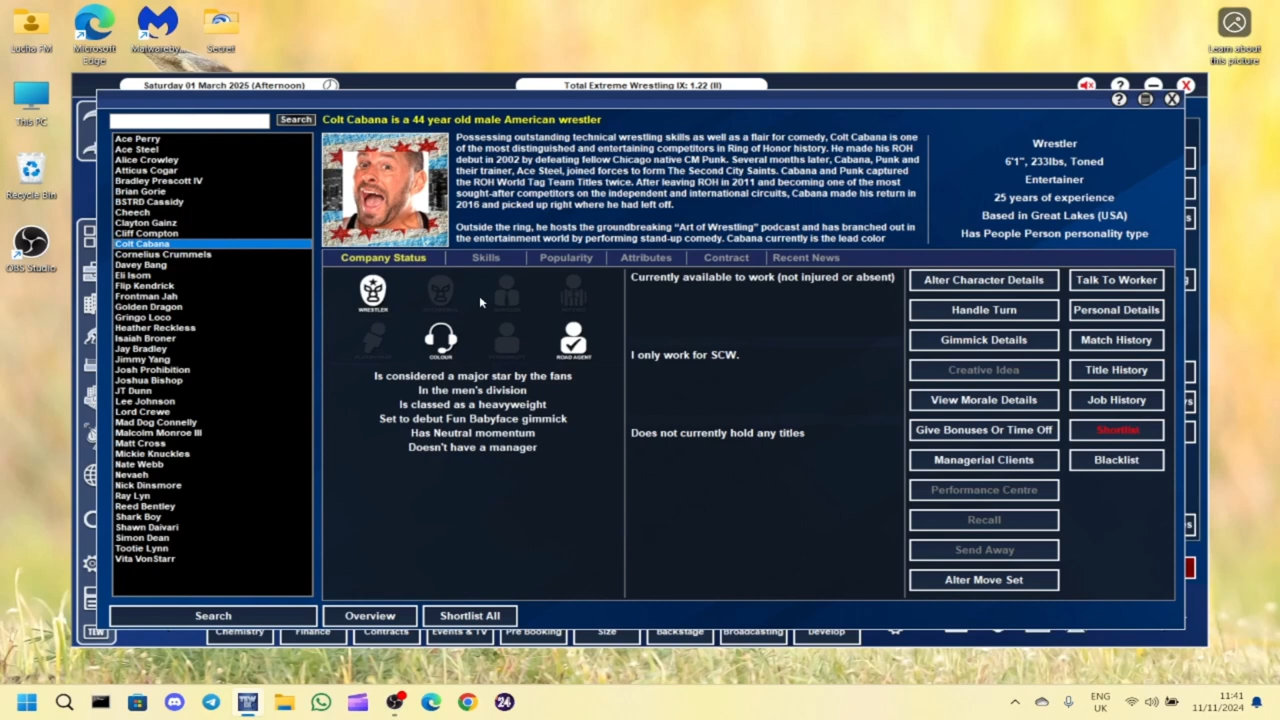 Lucha FM
Microsoft Edge
Malwareby...
Secret
Learn about this picture
This PC
Recycle Bin
OBS Studio
Saturday 01 March 2025 (Afternoon)
Total Extreme Wrestling IX: 1.22 (II)
Search
Colt Cabana is a 44 year old male American wrestler
Ace Perry
Ace Steel
Alice Crowley
Atticus Cogar
Bradley Prescott IV
Brian Gorie
BSTRD Cassidy
Cheech
Clayton Gainz
Cliff Compton
Colt Cabana
Cornelius Crummels
Davey Bang
Eli Isom
Flip Kendrick
Frontman Jah
Golden Dragon
Gringo Loco
Heather Reckless
Isaiah Broner
Jay Bradley
Jimmy Yang
Josh Prohibition
Joshua Bishop
JT Dunn
Lee Johnson
Lord Crewe
Mad Dog Connelly
Malcolm Monroe III
Matt Cross
Mickie Knuckles
Nate Webb
Nevaeh
Nick Dinsmore
Ray Lyn
Reed Bentley
Shark Boy
Shawn Daivari
Simon Dean
Tootie Lynn
Vita VonStarr
Search
Possessing outstanding technical wrestling skills as well as a flair for comedy, Colt Cabana is one
of the most distinguished and entertaining competitors in Ring of Honor history. He made his ROH
debut in 2002 by defeating fellow Chicago native CM Punk. Several months later, Cabana, Punk and
their trainer, Ace Steel, joined forces to form The Second City Saints. Cabana and Punk captured
the ROH World Tag Team Titles twice. After leaving ROH in 2011 and becoming one of the most
sought-after competitors on the independent and international circuits, Cabana made his return in
2016 and picked up right where he had left off.
Outside the ring, he hosts the groundbreaking “Art of Wrestling” podcast and has branched out in
the entertainment world by performing stand-up comedy. Cabana currently is the lead color
Wrestler
6'1", 233lbs, Toned
Entertainer
25 years of experience
Based in Great Lakes (USA)
Has People Person personality type
Company Status
Skills
Popularity
Attributes
Contract
Recent News
WRESTLER
COLOUR
ROAD AGENT
Is considered a major star by the fans
In the men's division
Is classed as a heavyweight
Set to debut Fun Babyface gimmick
Has Neutral momentum
Doesn't have a manager
Currently available to work (not injured or absent)
I only work for SCW.
Does not currently hold any titles
Alter Character Details
Talk To Worker
Handle Turn
Personal Details
Gimmick Details
Match History
Creative Idea
Title History
View Morale Details
Job History
Give Bonuses Or Time Off
Shortlist
Managerial Clients
Blacklist
Performance Centre
Recall
Send Away
Alter Move Set
Overview
Shortlist All
TEW
Chemistry
Finance
Contracts
Events & TV
Pre Booking
Size
Backstage
Broadcasting
Develop
TEW
24
ENG
UK
11:41
11/11/2024